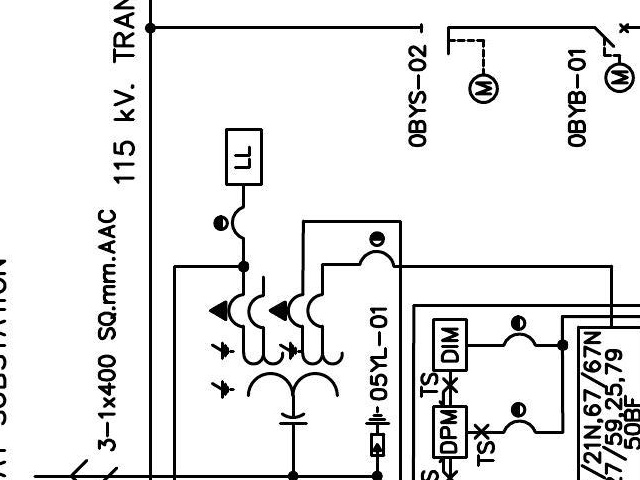 SUBSTATION
3-1x400 SQ.mm.AAC
115 kV.
LL
0BYS-02
M
0BYB-01
M
05YL-01
DIM
TS
DPM
TS
/21N,67/67N
27/59,25,79
50BF